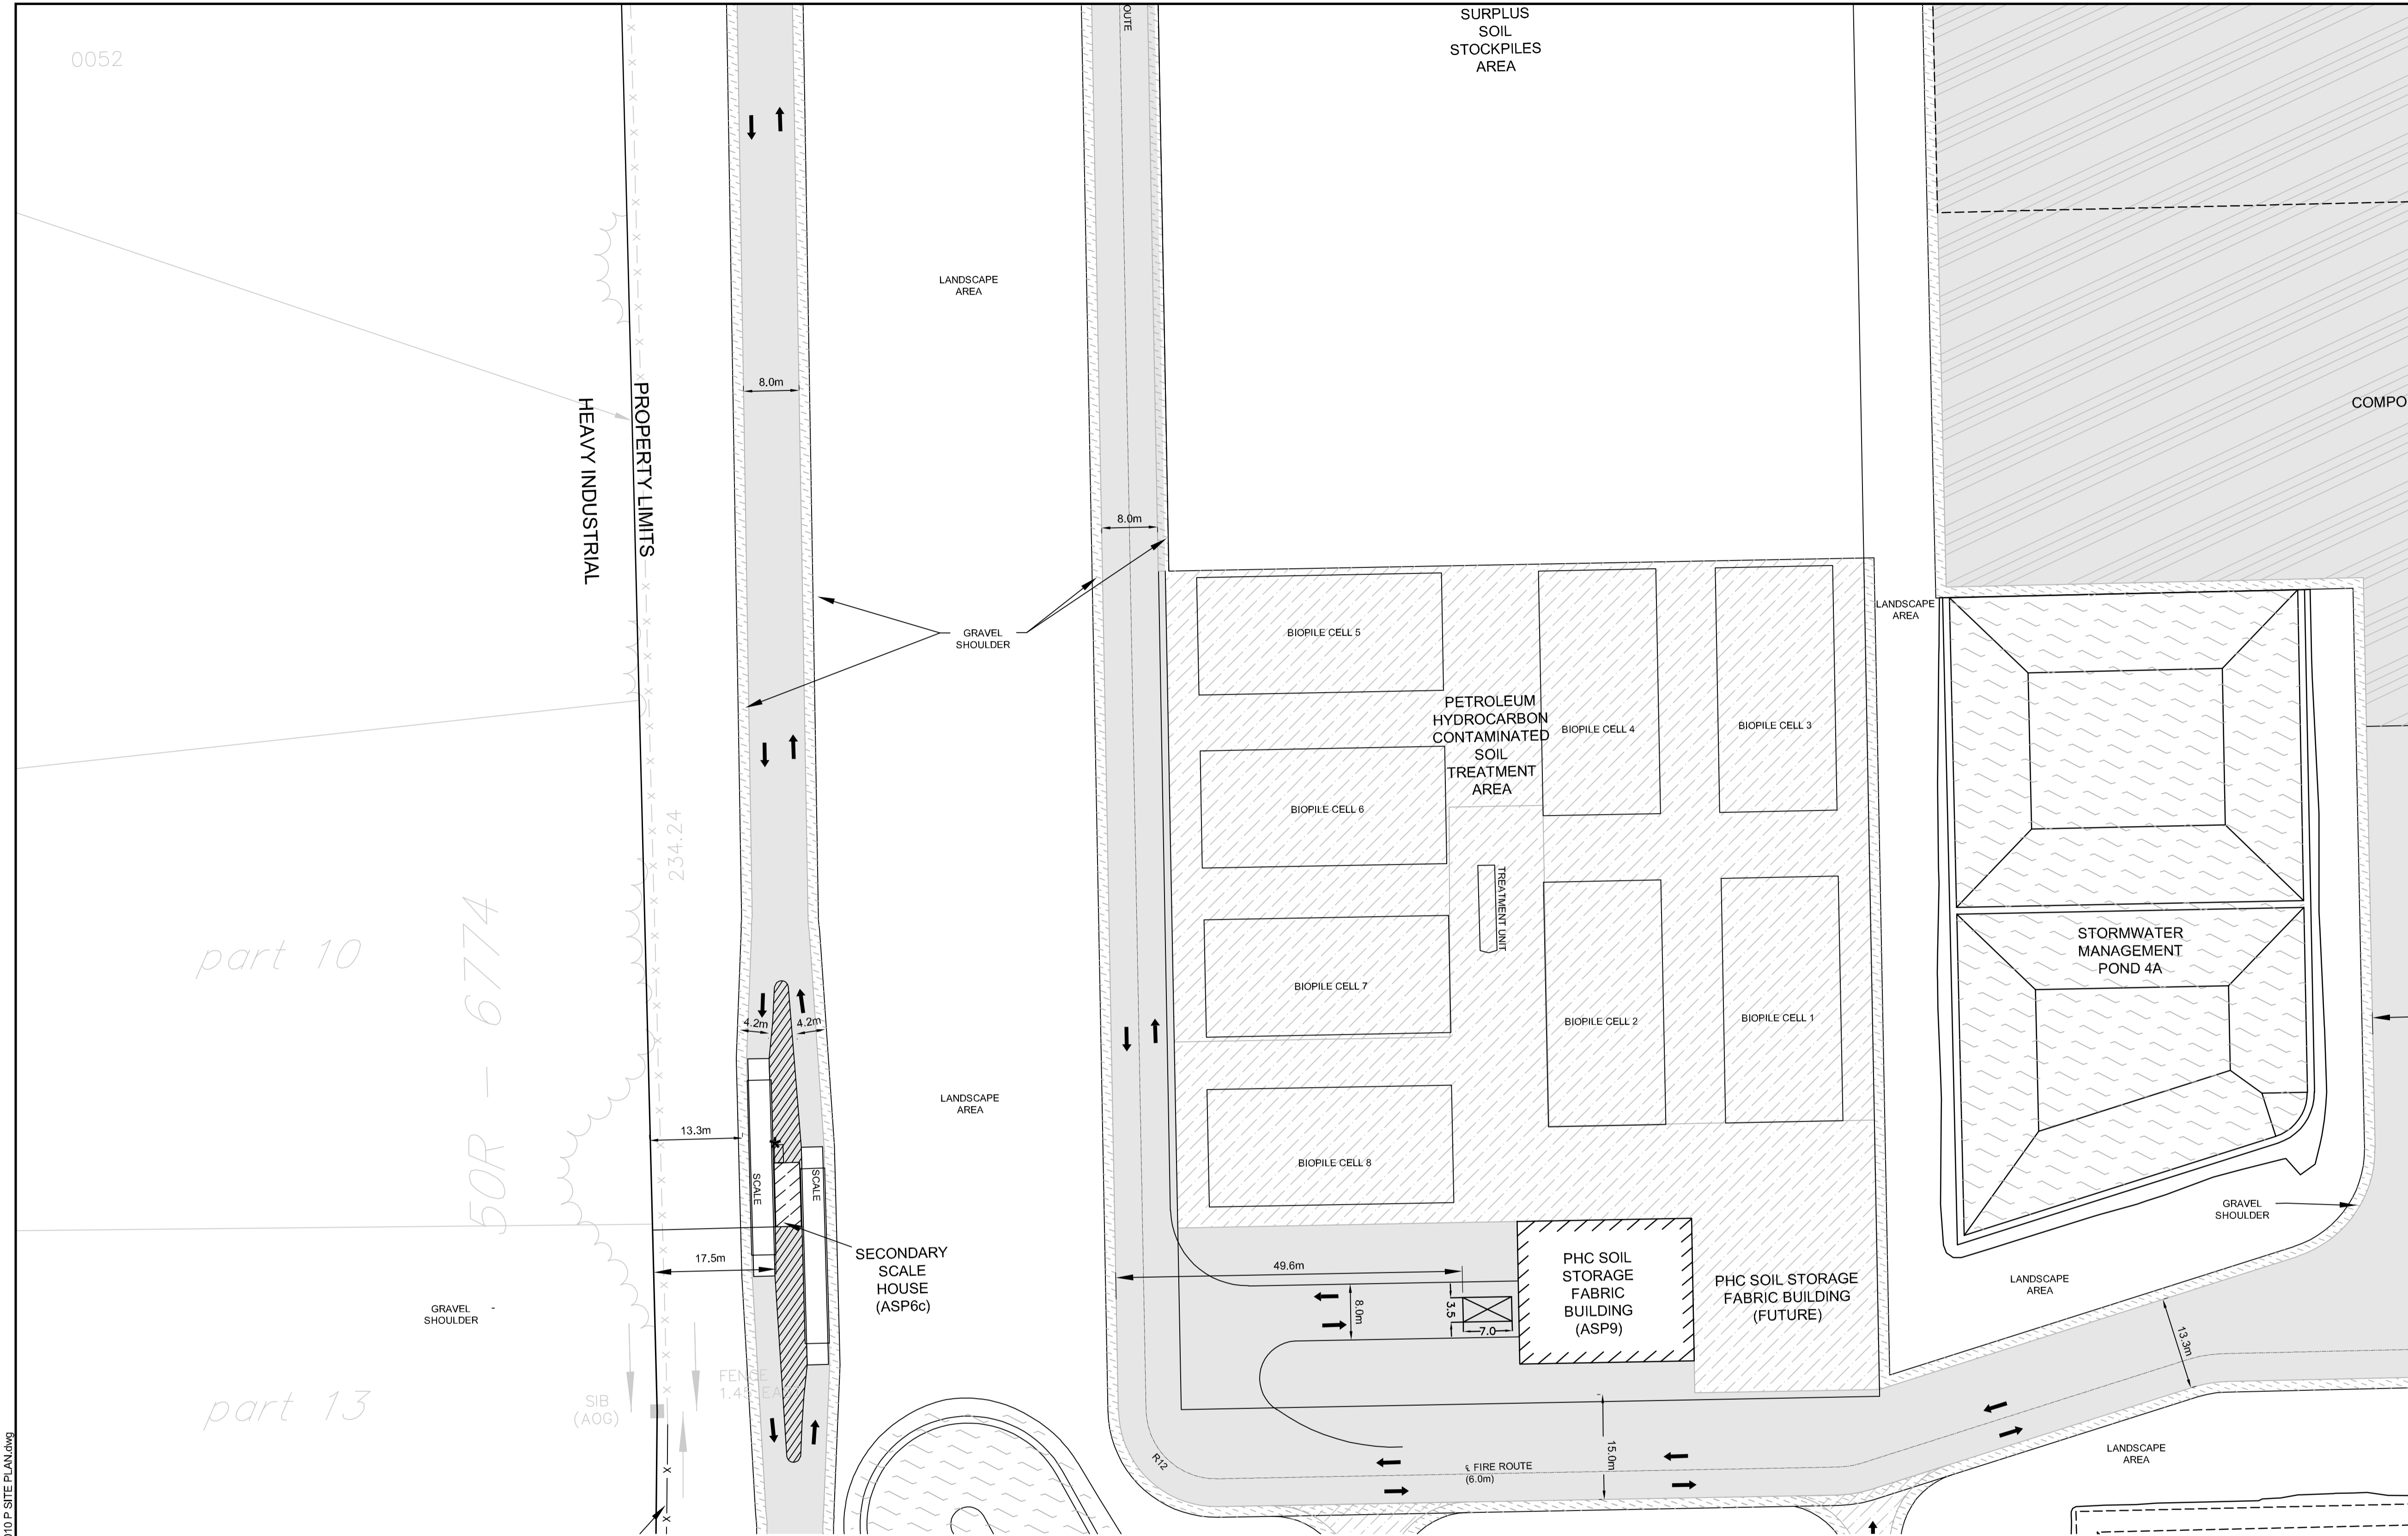 0052
OUTE
SURPLUS
SOIL
STOCKPILES
AREA
LANDSCAPE
AREA
8.0m
HEAVY INDUSTRIAL
PROPERTY LIMITS
COMPO
8.0m
GRAVEL
SHOULDER
LANDSCAPE
AREA
BIOPILE CELL 5
PETROLEUM
HYDROCARBON
CONTAMINATED
SOIL
TREATMENT
AREA
BIOPILE CELL 4
BIOPILE CELL 3
BIOPILE CELL 6
234.24
TREATMENT UNIT
part 10
50R - 6774
STORMWATER
MANAGEMENT
POND 4A
BIOPILE CELL 7
BIOPILE CELL 2
BIOPILE CELL 1
4.2m
4.2m
LANDSCAPE
AREA
13.3m
BIOPILE CELL 8
SCALE
SCALE
GRAVEL
SHOULDER
SECONDARY
SCALE
HOUSE
(ASP6c)
17.5m
49.6m
8.0m
3.5
7.0
PHC SOIL
STORAGE
FABRIC
BUILDING
(ASP9)
PHC SOIL STORAGE
FABRIC BUILDING
(FUTURE)
LANDSCAPE
AREA
GRAVEL -
SHOULDER
13.3m
part 13
SIB
(AOG)
FENCE
1.45 EA
R12
℄ FIRE ROUTE
(6.0m)
15.0m
LANDSCAPE
AREA
010 P SITE PLAN.dwg